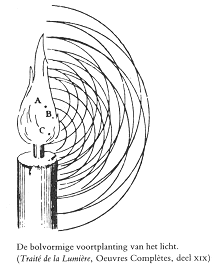 A
B
C
De bolvormige voortplanting van het licht.
(Traité de la Lumière, Oeuvres Complètes, deel XIX)